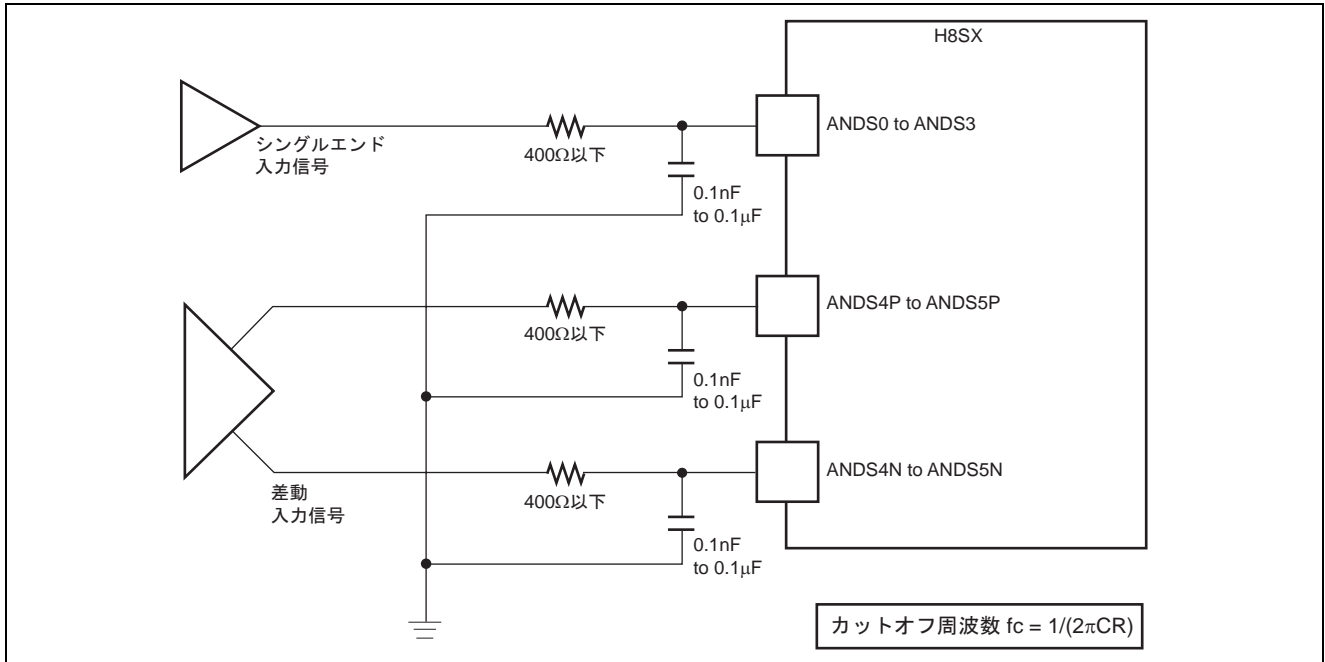 H8SX
シングルエンド
入力信号
400Ω以下
0.1nF
to 0.1μF
ANDS0 to ANDS3
400Ω以下
0.1nF
to 0.1μF
ANDS4P to ANDS5P
差動
入力信号
400Ω以下
0.1nF
to 0.1μF
ANDS4N to ANDS5N
カットオフ周波数 fc = 1/(2πCR)